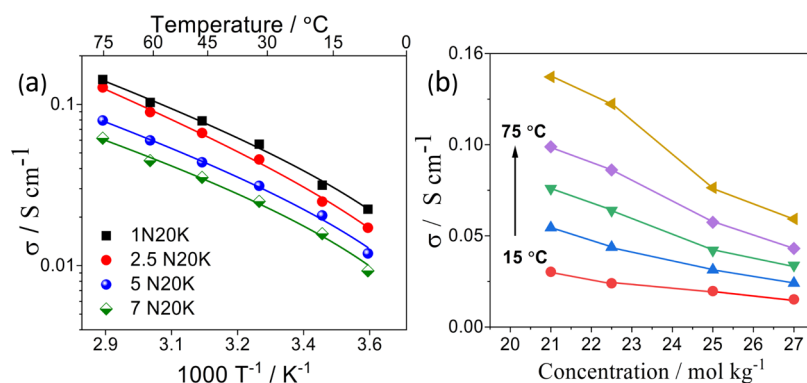 Temperature / °C
75 60 45 30 15 0
(a)
0.1
0.01
σ / S cm⁻¹
1N20K
2.5 N20K
5 N20K
7 N20K
2.9 3.0 3.1 3.2 3.3 3.4 3.5 3.6
1000 T⁻¹ / K⁻¹
(b)
0.16
0.10
0.05
0.00
σ / S cm⁻¹
75 °C
15 °C
20 21 22 23 24 25 26 27
Concentration / mol kg⁻¹